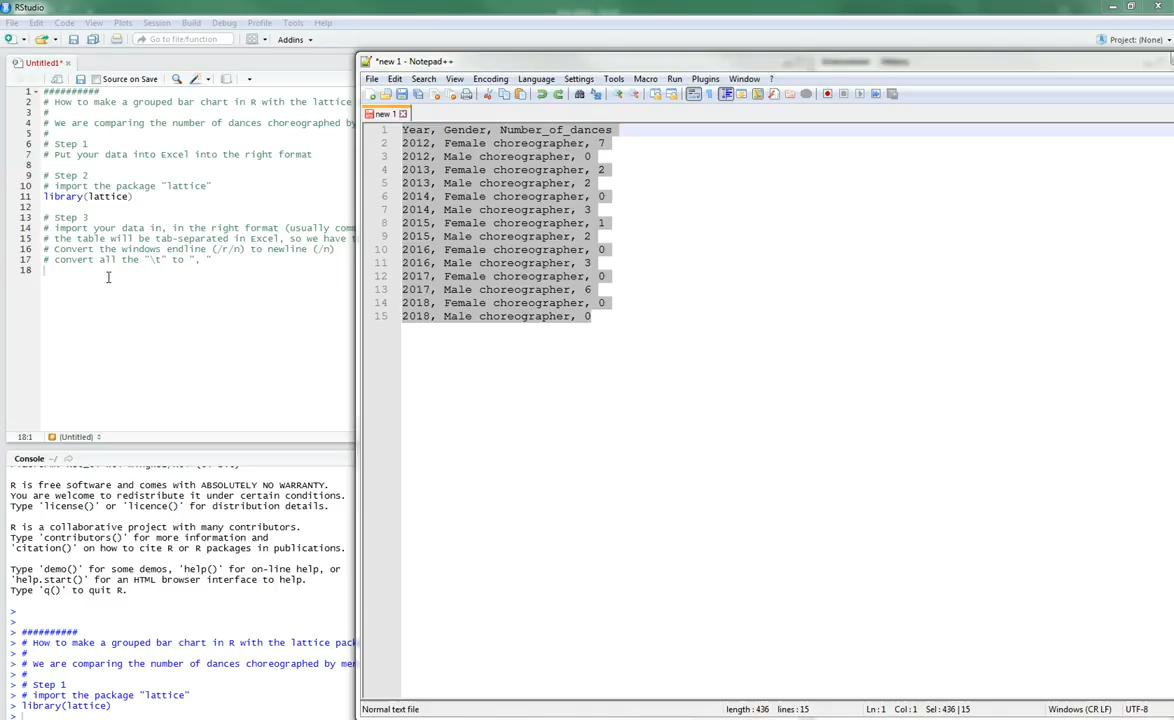 RStudio
File Edit Code View Plots Session Build Debug Profile Tools Help
Go to file/function Addins Project: (None)
Untitled1*
Source on Save
1 ##########
2 # How to make a grouped bar chart in R with the lattice
3 #
4 # We are comparing the number of dances choreographed by
5 #
6 # Step 1
7 # Put your data into Excel into the right format
8
9 # Step 2
10 # import the package "lattice"
11 library(lattice)
12
13 # Step 3
14 # import your data in, in the right format (usually
15 # the table will be tab-separated in Excel, so we have
16 # Convert the windows endline (/r/n) to newline (/n)
17 # convert all the "\t" to ", "
18
18:1 (Untitled)
Console ~/
R is free software and comes with ABSOLUTELY NO WARRANTY.
You are welcome to redistribute it under certain conditions.
Type 'license()' or 'licence()' for distribution details.
R is a collaborative project with many contributors.
Type 'contributors()' for more information and
'citation()' on how to cite R or R packages in publications.
Type 'demo()' for some demos, 'help()' for on-line help, or
'help.start()' for an HTML browser interface to help.
Type 'q()' to quit R.
>
>
> ##########
> # How to make a grouped bar chart in R with the lattice
> #
> # We are comparing the number of dances choreographed by
> #
> # Step 1
> # import the package "lattice"
> library(lattice)
>
*new 1 - Notepad++
File Edit Search View Encoding Language Settings Tools Macro Run Plugins Window ?
new 1
1 Year, Gender, Number_of_dances
2 2012, Female choreographer, 7
3 2012, Male choreographer, 0
4 2013, Female choreographer, 2
5 2013, Male choreographer, 2
6 2014, Female choreographer, 0
7 2014, Male choreographer, 3
8 2015, Female choreographer, 1
9 2015, Male choreographer, 2
10 2016, Female choreographer, 0
11 2016, Male choreographer, 3
12 2017, Female choreographer, 0
13 2017, Male choreographer, 6
14 2018, Female choreographer, 0
15 2018, Male choreographer, 0
Normal text file length : 436 lines : 15 Ln : 1 Col : 1 Sel : 436 | 15 Windows (CR LF) UTF-8